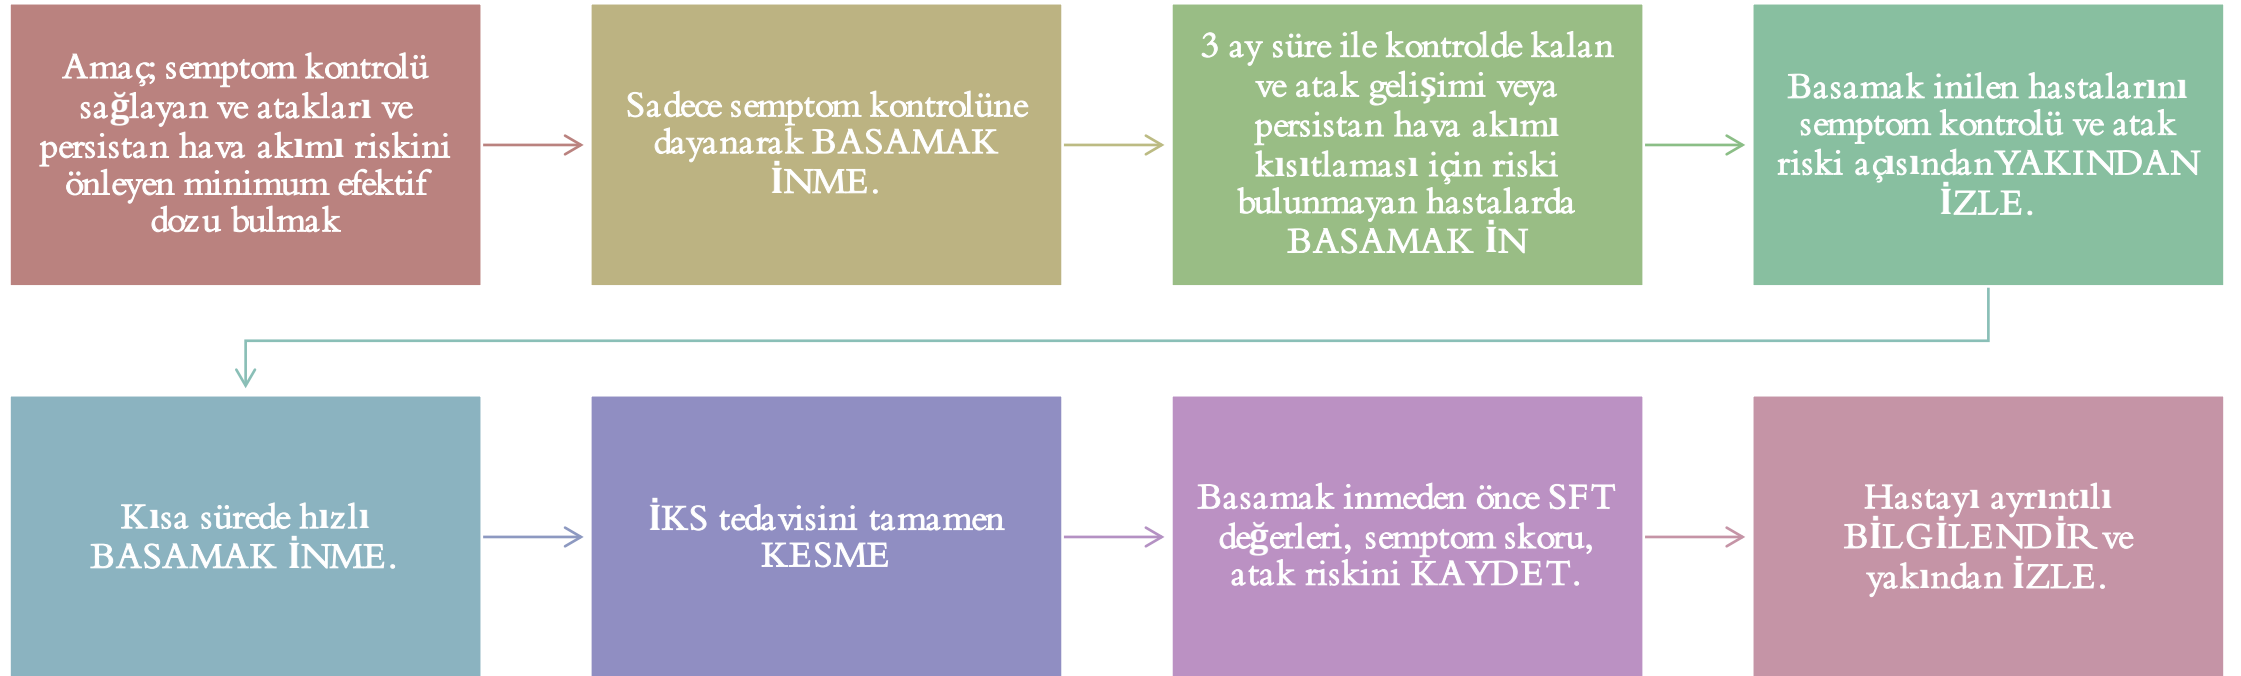 Amaç; semptom kontrolü
sağlayan ve atakları ve
persistan hava akımı riskini
önleyen minimum efektif
dozu bulmak
Sadece semptom kontrolüne
dayanarak BASAMAK
İNME.
3 ay süre ile kontrolde kalan
ve atak gelişimi veya
persistan hava akımı
kısıtlaması için riski
bulunmayan hastalarda
BASAMAK İN
Basamak inilen hastalarını
semptom kontrolü ve atak
riski açısından YAKINDAN
İZLE.
Kısa sürede hızlı
BASAMAK İNME.
İKS tedavisini tamamen
KESME
Basamak inmeden önce SFT
değerleri, semptom skoru,
atak riskini KAYDET.
Hastayı ayrıntılı
BİLGİLENDİR ve
yakından İZLE.